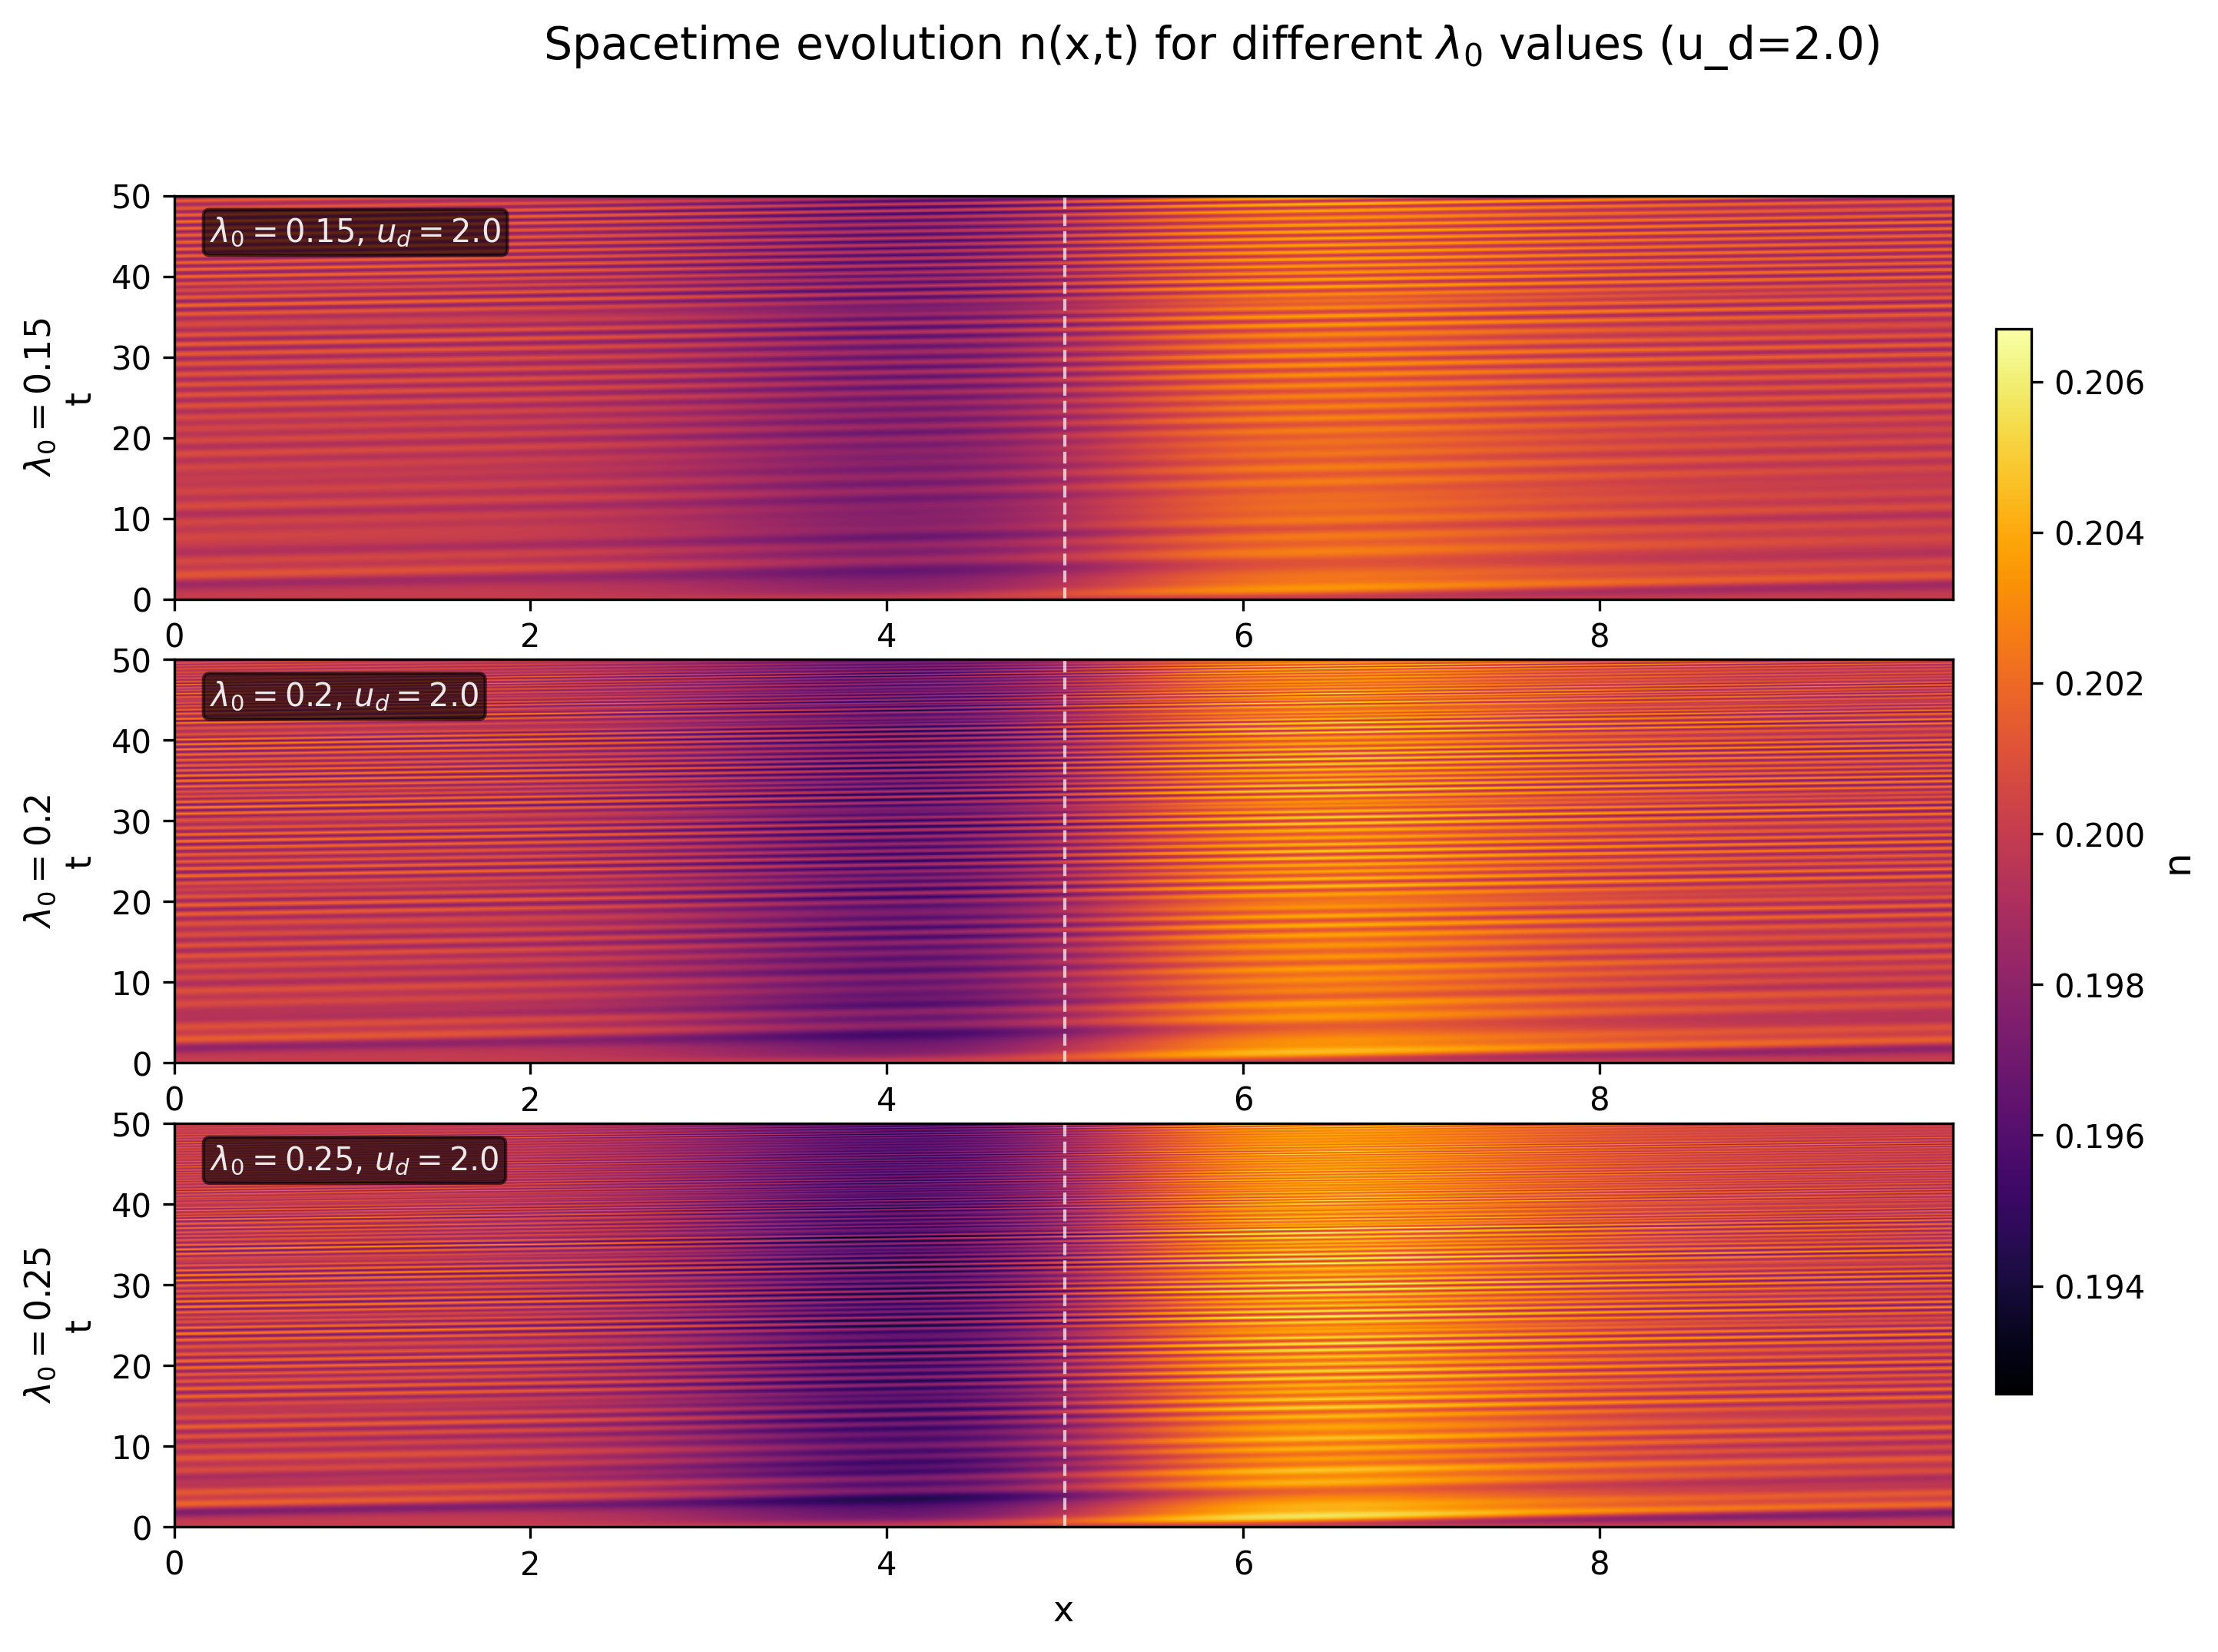 Spacetime evolution n(x,t) for different λ₀ values (u_d=2.0)
λ₀ = 0.15
t
50
40
30
20
10
0
λ₀ = 0.15, u_d = 2.0
0 2 4 6 8
λ₀ = 0.2
t
50
40
30
20
10
0
λ₀ = 0.2, u_d = 2.0
0 2 4 6 8
λ₀ = 0.25
t
50
40
30
20
10
0
λ₀ = 0.25, u_d = 2.0
0 2 4 6 8
x
0.206
0.204
0.202
0.200
0.198
0.196
0.194
n